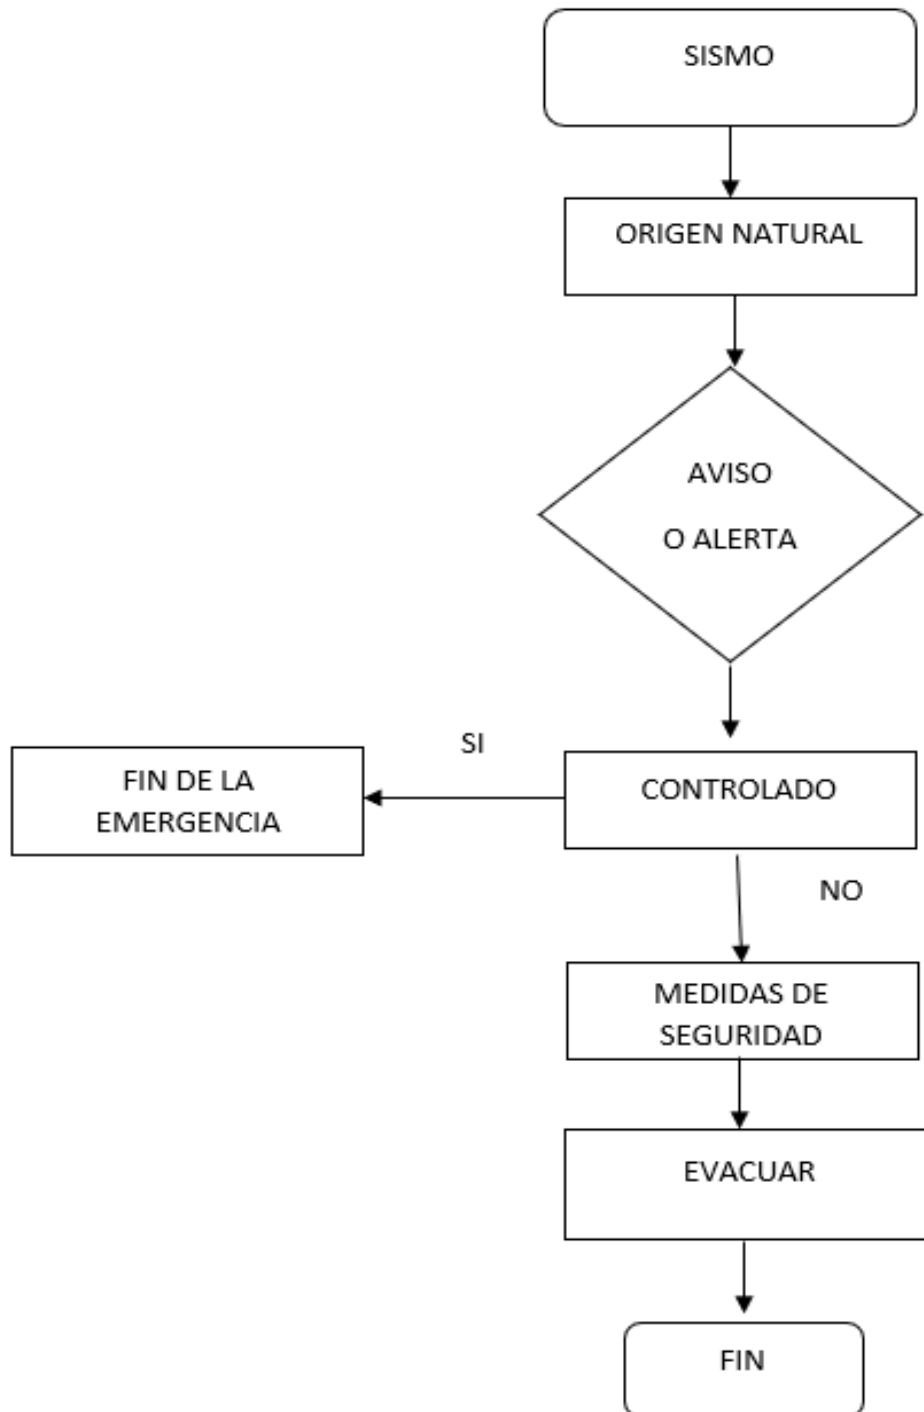 SISMO
ORIGEN NATURAL
AVISO
O ALERTA
SI
FIN DE LA
EMERGENCIA
CONTROLADO
NO
MEDIDAS DE
SEGURIDAD
EVACUAR
FIN